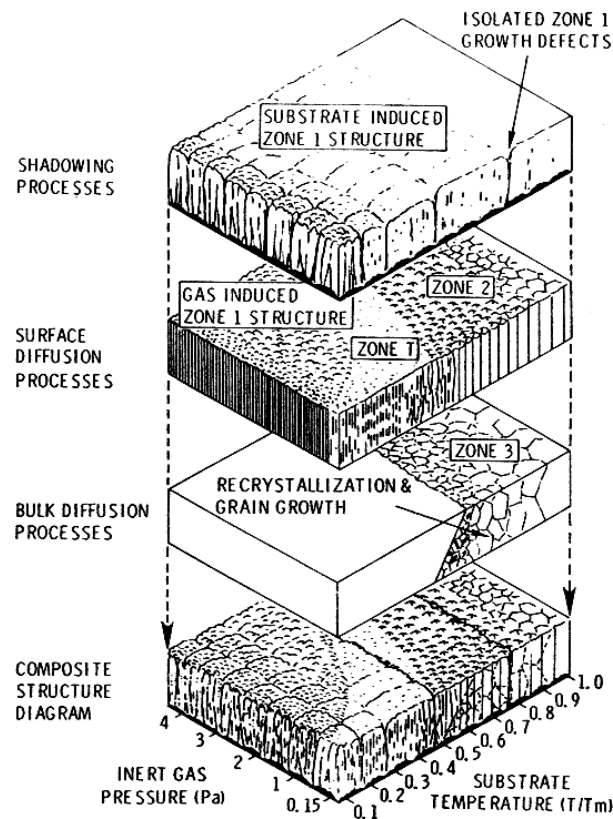 ISOLATED ZONE 1
GROWTH DEFECTS
SUBSTRATE INDUCED
ZONE 1 STRUCTURE
SHADOWING
PROCESSES
ZONE 2
GAS INDUCED
ZONE 1 STRUCTURE
ZONE T
SURFACE
DIFFUSION
PROCESSES
ZONE 3
RECRYSTALLIZATION &
GRAIN GROWTH
BULK DIFFUSION
PROCESSES
COMPOSITE
STRUCTURE
DIAGRAM
4
3
2
1
0.15
INERT GAS
PRESSURE (Pa)
0.1
0.2
0.3
0.4
0.5
0.6
0.7
0.8
0.9
1.0
SUBSTRATE
TEMPERATURE (T/Tm)